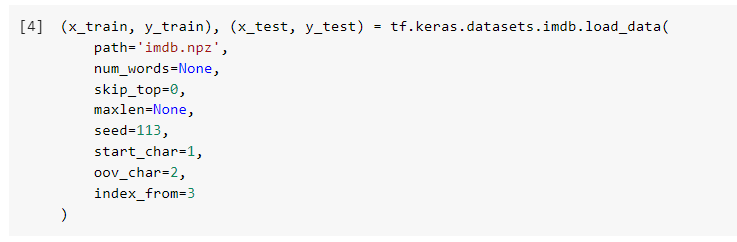 [4] (x_train, y_train), (x_test, y_test) = tf.keras.datasets.imdb.load_data(
path='imdb.npz',
num_words=None,
skip_top=0,
maxlen=None,
seed=113,
start_char=1,
oov_char=2,
index_from=3
)